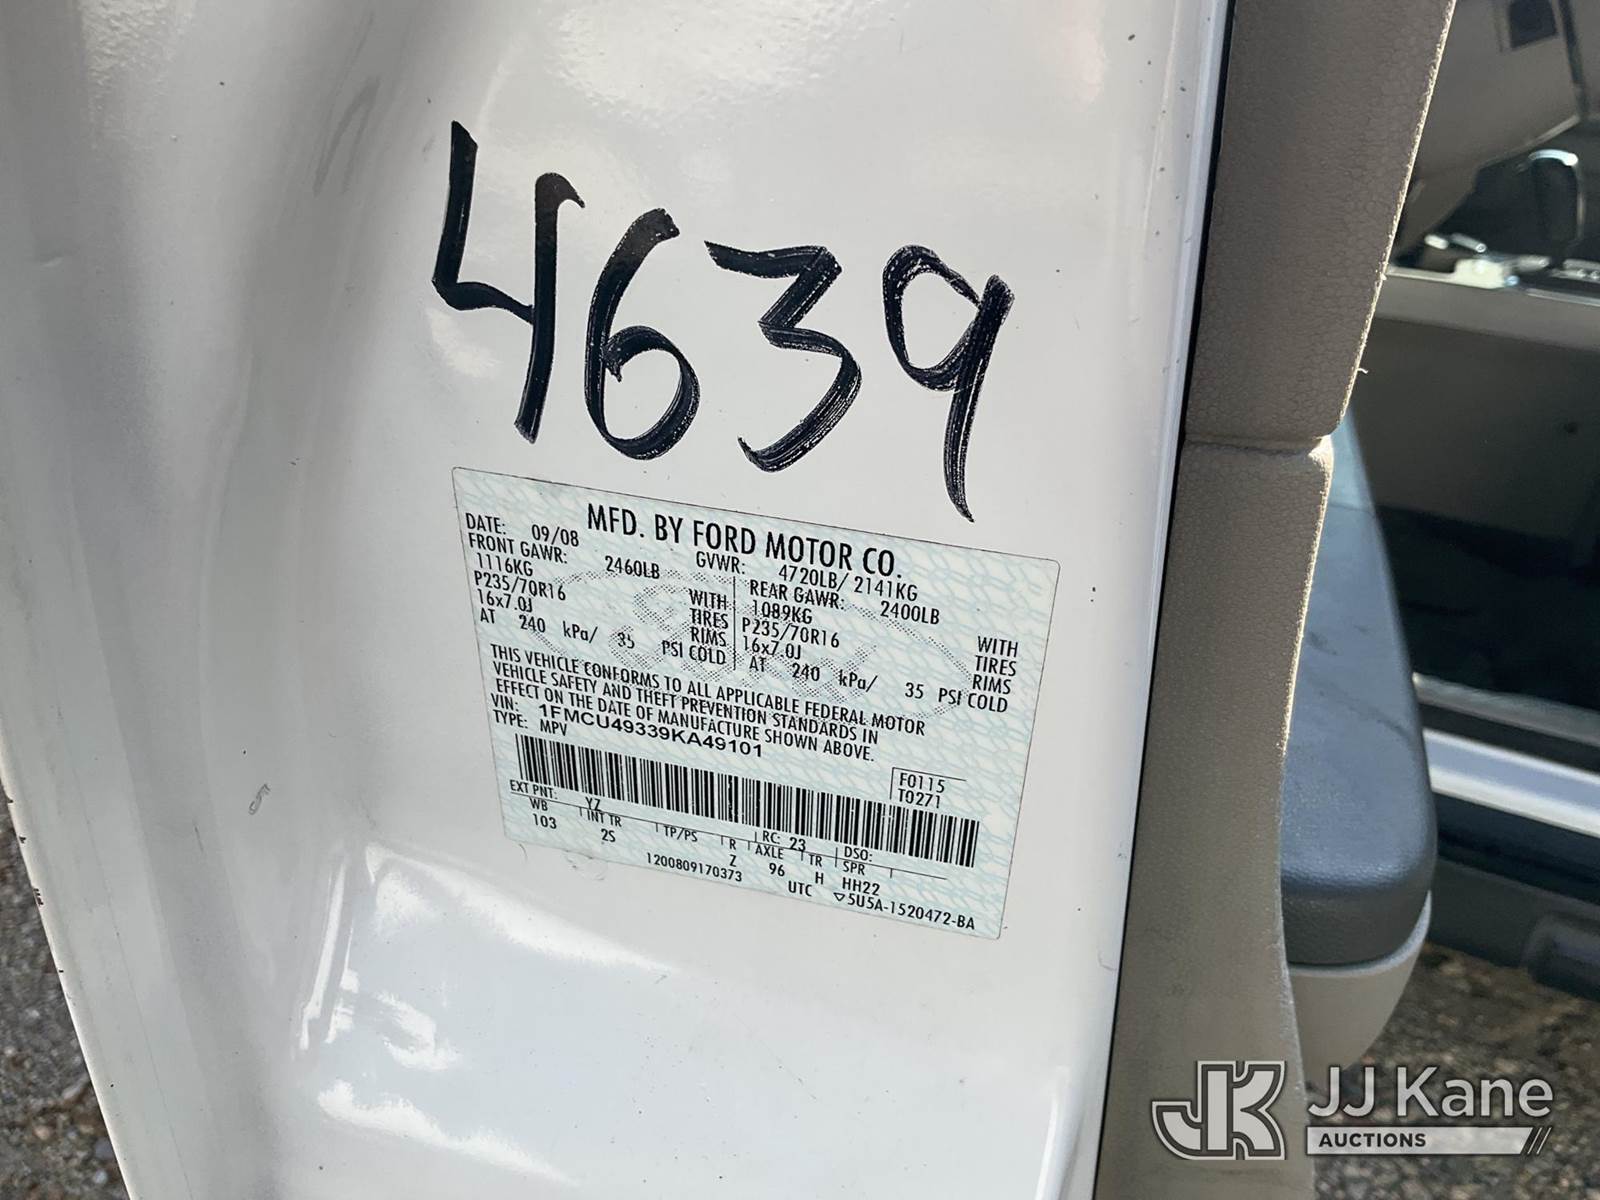 4639
MFD. BY FORD MOTOR CO.
DATE: 09/08 GVWR: 4720LB/ 2141KG
FRONT GAWR: 2460LB REAR GAWR: 2400LB
1116KG WITH 1089KG WITH
P235/70R16 TIRES P235/70R16 TIRES
16x7.0J RIMS 16x7.0J RIMS
AT 240 kPa/ 35 PSI COLD AT 240 kPa/ 35 PSI COLD
THIS VEHICLE CONFORMS TO ALL APPLICABLE FEDERAL MOTOR
VEHICLE SAFETY AND THEFT PREVENTION STANDARDS IN
EFFECT ON THE DATE OF MANUFACTURE SHOWN ABOVE.
VIN: 1FMCU49339KA49101
TYPE: MPV
F0115
T0271
EXT PNT: YZ RC: 23 DSO:
WB INT TR TP/PS R AXLE TR SPR
103 2S Z 96 H HH22
1200809170373 UTC ▽5U5A-1520472-BA
JK JJ Kane
AUCTIONS